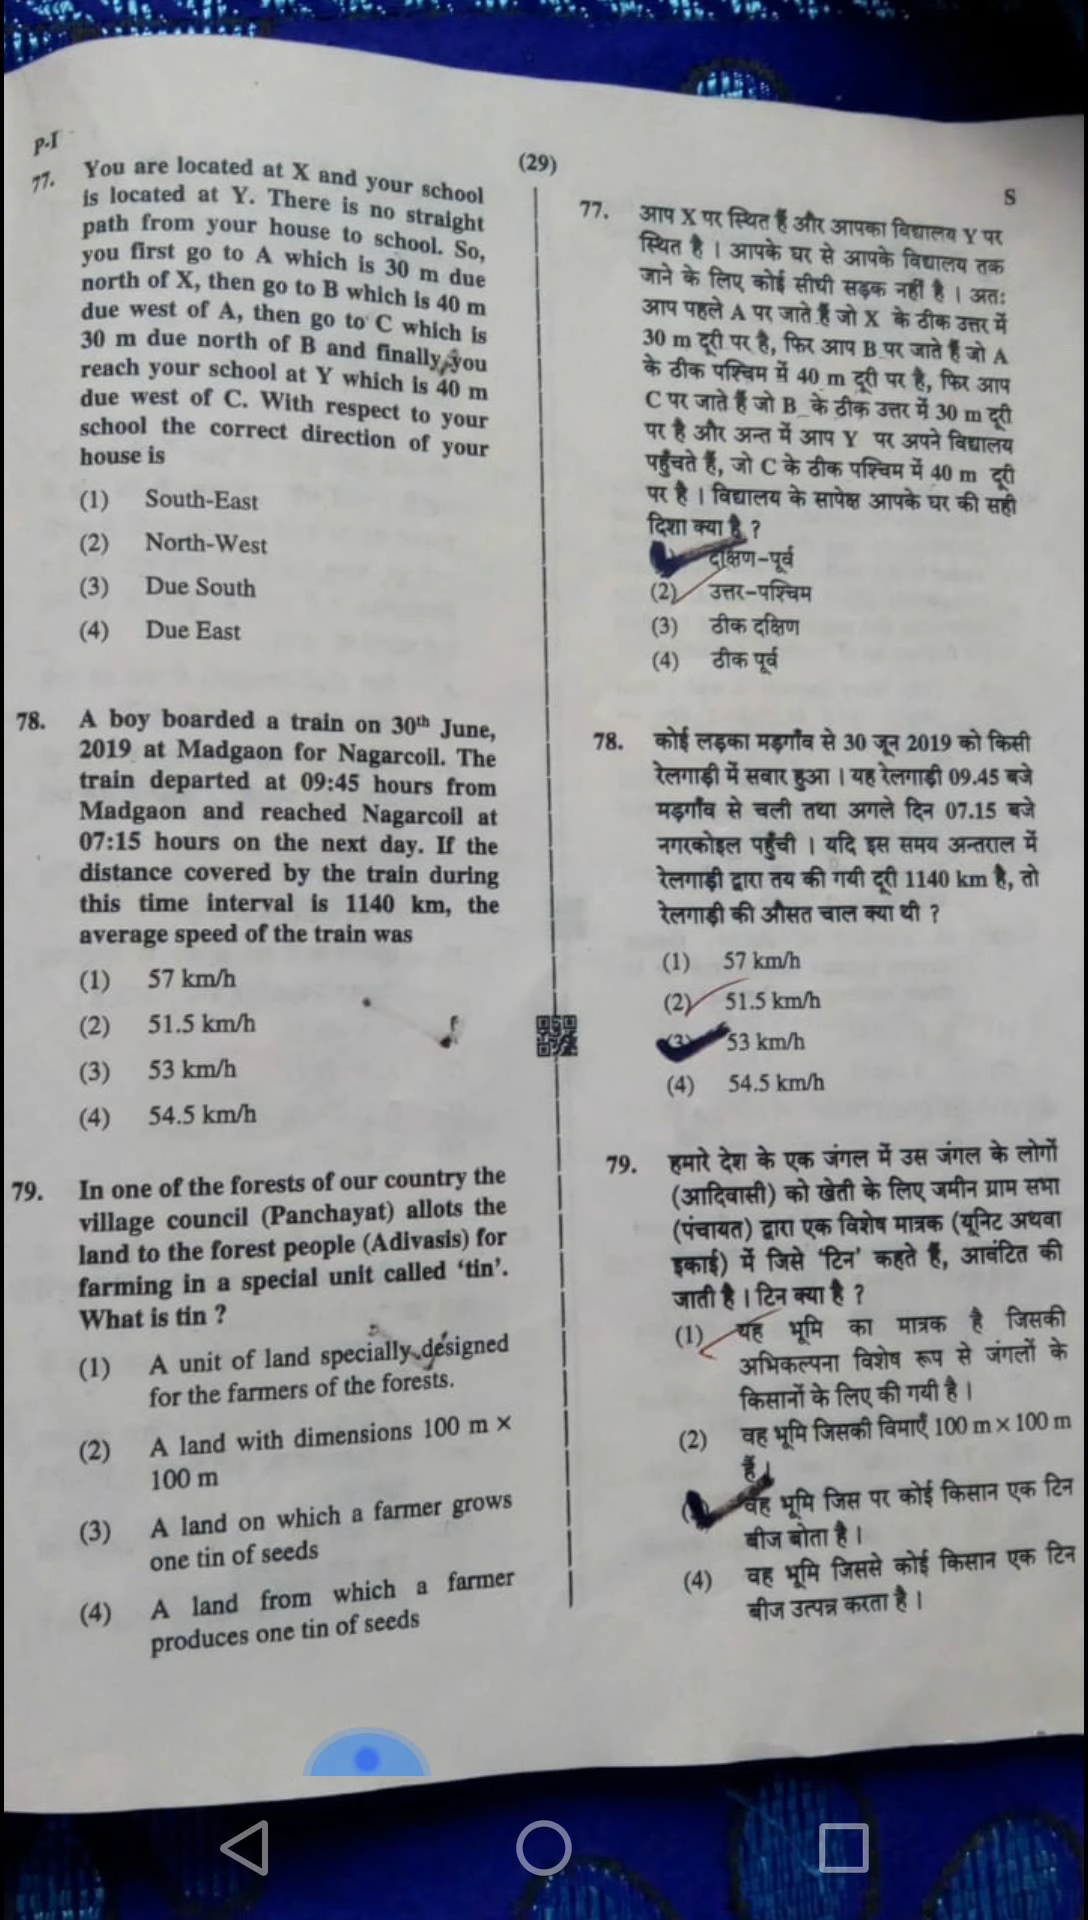 P-I
(29)
S
77. You are located at X and your school
is located at Y. There is no straight
path from your house to school. So,
you first go to A which is 30 m due
north of X, then go to B which is 40 m
due west of A, then go to C which is
30 m due north of B and finally you
reach your school at Y which is 40 m
due west of C. With respect to your
school the correct direction of your
house is
(1) South-East
(2) North-West
(3) Due South
(4) Due East
78. A boy boarded a train on 30th June,
2019 at Madgaon for Nagarcoil. The
train departed at 09:45 hours from
Madgaon and reached Nagarcoil at
07:15 hours on the next day. If the
distance covered by the train during
this time interval is 1140 km, the
average speed of the train was
(1) 57 km/h
(2) 51.5 km/h
(3) 53 km/h
(4) 54.5 km/h
79. In one of the forests of our country the
village council (Panchayat) allots the
land to the forest people (Adivasis) for
farming in a special unit called ‘tin’.
What is tin ?
(1) A unit of land specially designed
for the farmers of the forests.
(2) A land with dimensions 100 m ×
100 m
(3) A land on which a farmer grows
one tin of seeds
(4) A land from which a farmer
produces one tin of seeds
77. आप X पर स्थित हैं और आपका विद्यालय Y पर
स्थित है । आपके घर से आपके विद्यालय तक
जाने के लिए कोई सीधी सड़क नहीं है । अतः
आप पहले A पर जाते हैं जो X के ठीक उत्तर में
30 m दूरी पर है, फिर आप B पर जाते हैं जो A
के ठीक पश्चिम में 40 m दूरी पर है, फिर आप
C पर जाते हैं जो B के ठीक उत्तर में 30 m दूरी
पर है और अन्त में आप Y पर अपने विद्यालय
पहुँचते हैं, जो C के ठीक पश्चिम में 40 m दूरी
पर है । विद्यालय के सापेक्ष आपके घर की सही
दिशा क्या है ?
दक्षिण-पूर्व
(2) उत्तर-पश्चिम
(3) ठीक दक्षिण
(4) ठीक पूर्व
78. कोई लड़का मड़गाँव से 30 जून 2019 को किसी
रेलगाड़ी में सवार हुआ । यह रेलगाड़ी 09.45 बजे
मड़गाँव से चली तथा अगले दिन 07.15 बजे
नगरकोइल पहुँची । यदि इस समय अन्तराल में
रेलगाड़ी द्वारा तय की गयी दूरी 1140 km है, तो
रेलगाड़ी की औसत चाल क्या थी ?
(1) 57 km/h
(2) 51.5 km/h
(3) 53 km/h
(4) 54.5 km/h
79. हमारे देश के एक जंगल में उस जंगल के लोगों
(आदिवासी) को खेती के लिए जमीन ग्राम सभा
(पंचायत) द्वारा एक विशेष मात्रक (यूनिट अथवा
इकाई) में जिसे ‘टिन’ कहते हैं, आवंटित की
जाती है । टिन क्या है ?
(1) यह भूमि का मात्रक है जिसकी
अभिकल्पना विशेष रूप से जंगलों के
किसानों के लिए की गयी है ।
(2) वह भूमि जिसकी विमाएँ 100 m × 100 m
हैं ।
वह भूमि जिस पर कोई किसान एक टिन
बीज बोता है ।
(4) वह भूमि जिससे कोई किसान एक टिन
बीज उत्पन्न करता है ।